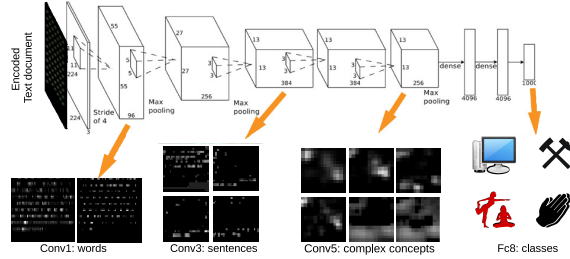 Encoded
Text document
55
27
13
13
13
11
11
5
5
3
3
3
3
3
3
224
55
27
13
13
13
224
3
Stride
of 4
96
Max
pooling
256
Max
pooling
384
384
256
Max
pooling
dense
dense
4096
4096
1000
Conv1: words
Conv3: sentences
Conv5: complex concepts
Fc8: classes